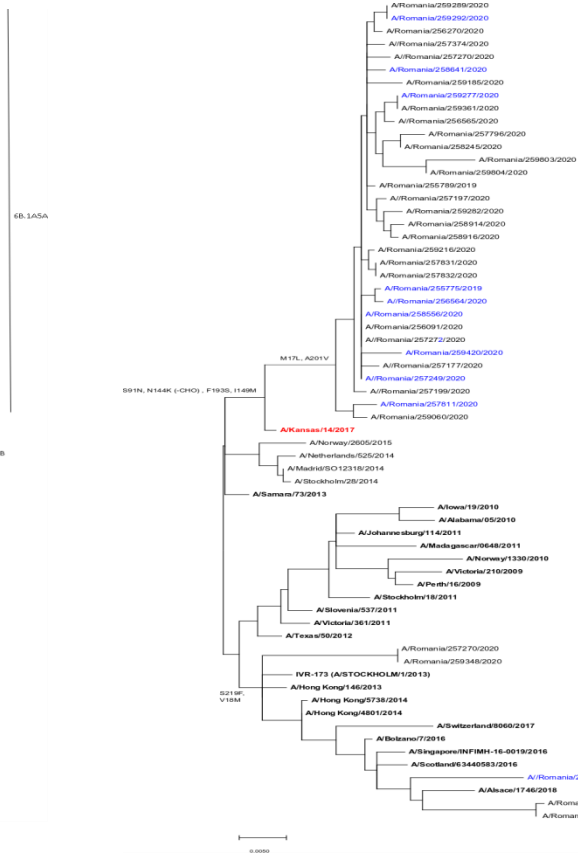 A/Romania/259289/2020
A/Romania/259292/2020
A/Romania/256270/2020
A//Romania/257374/2020
A//Romania/257270/2020
A/Romania/258641/2020
A/Romania/259185/2020
A/Romania/259277/2020
A/Romania/259361/2020
A//Romania/256565/2020
A/Romania/257796/2020
A/Romania/258245/2020
A/Romania/259803/2020
A/Romania/259804/2020
A/Romania/255789/2019
A//Romania/257197/2020
A/Romania/259282/2020
A/Romania/258914/2020
A/Romania/258916/2020
6B.1A5A
A/Romania/259216/2020
A/Romania/257831/2020
A/Romania/257832/2020
A/Romania/255775/2019
A//Romania/256564/2020
A/Romania/258556/2020
A/Romania/256091/2020
A/Romania/257272/2020
A/Romania/259420/2020
M17L, A201V
A//Romania/257177/2020
A//Romania/257249/2020
S91N, N144K (-CHO) , F193S, I149M
A//Romania/257199/2020
A/Romania/257811/2020
A/Romania/259060/2020
A/Kansas/14/2017
A/Norway/2605/2015
B
A/Netherlands/525/2014
A/Madrid/SO12318/2014
A/Stockholm/28/2014
A/Samara/73/2013
A/Iowa/19/2010
A/Alabama/05/2010
A/Johannesburg/114/2011
A/Madagascar/0648/2011
A/Norway/1330/2010
A/Victoria/210/2009
A/Perth/16/2009
A/Stockholm/18/2011
A/Slovenia/537/2011
A/Victoria/361/2011
A/Texas/50/2012
A//Romania/257270/2020
A/Romania/259348/2020
IVR-173 (A/STOCKHOLM/1/2013)
A/Hong Kong/146/2013
S219F,
V18M
A/Hong Kong/5738/2014
A/Hong Kong/4801/2014
A/Switzerland/8060/2017
A/Bolzano/7/2016
A/Singapore/INFIMH-16-0019/2016
A/Scotland/63440583/2016
A//Romania/2
A/Alsace/1746/2018
A/Roma
A/Roman
0.0050